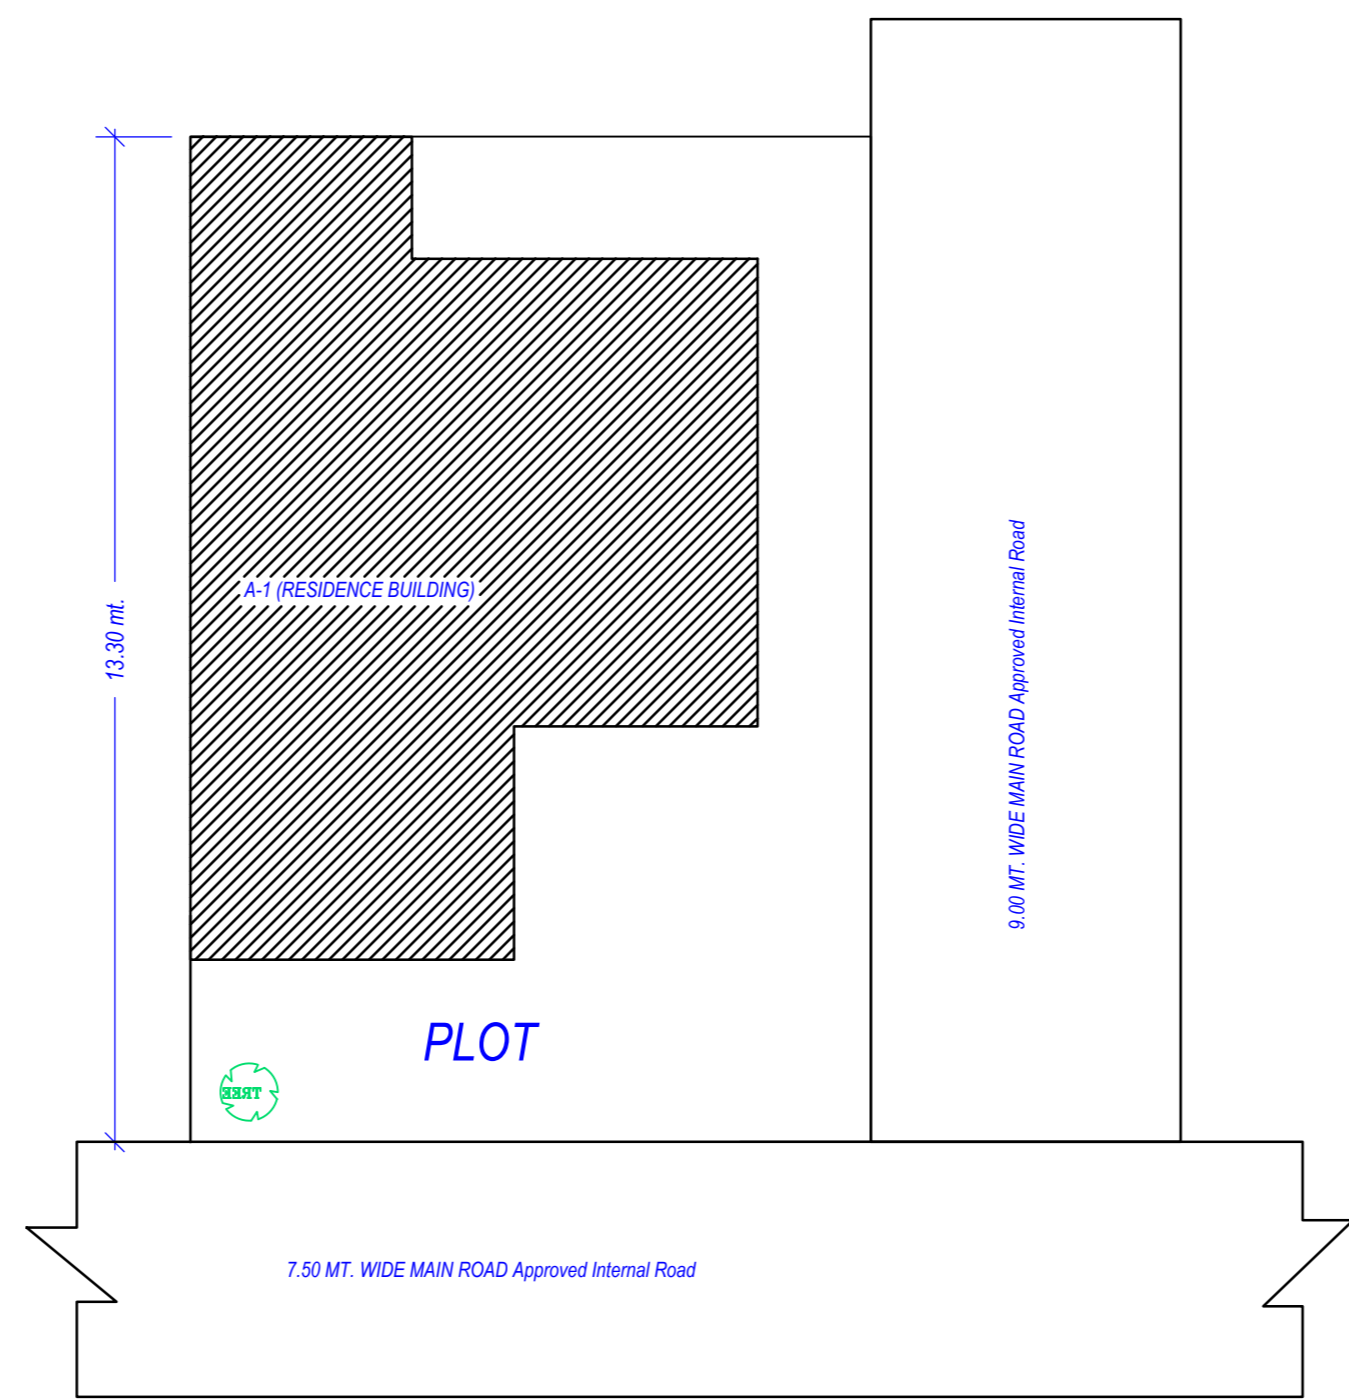 13.30 mt.
A-1 (RESIDENCE BUILDING)
9.00 MT. WIDE MAIN ROAD Approved Internal Road
PLOT
TREE
7.50 MT. WIDE MAIN ROAD Approved Internal Road